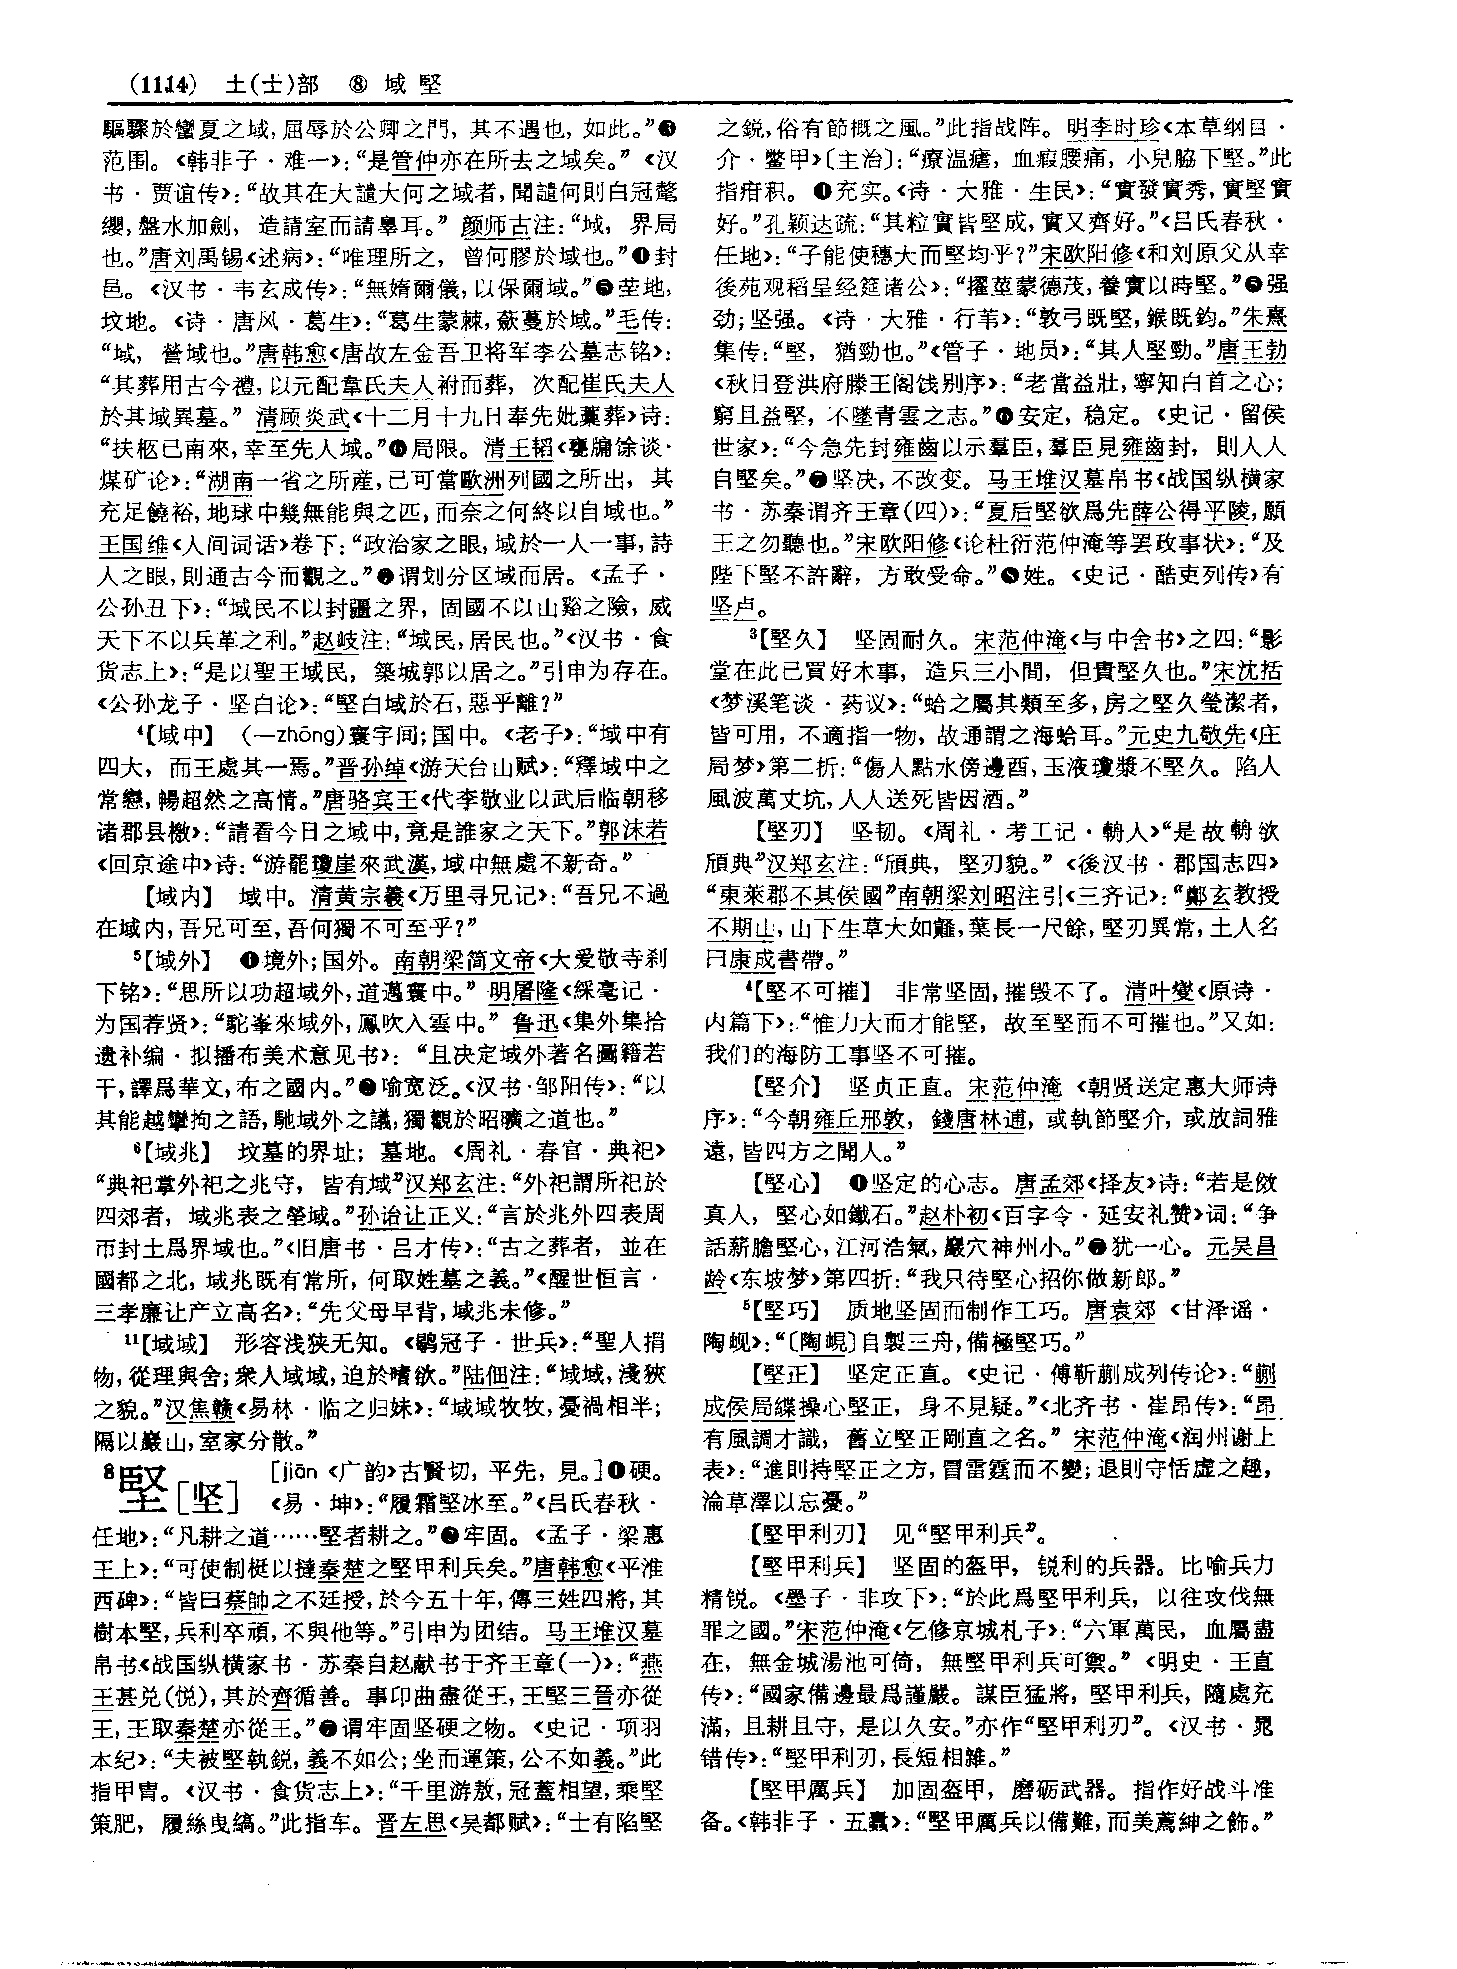 (1114) 土(士)部 ⑧ 域 堅
驅驟於蠻夏之域，屈辱於公卿之門，其不遇也，如此。”❸
范围。《韩非子·难一》：“是管仲亦在所去之域矣。”《汉
书·贾谊传》：“故其在大譴大何之域者，聞譴何則白冠氂
纓，盤水加劍，造請室而請辠耳。”颜师古注：“域，界局
也。”唐刘禹锡《述病》：“唯理所之，曾何膠於域也。”❹封
邑。《汉书·韦玄成传》：“無媠爾儀，以保爾域。”❺茔地，
坟地。《诗·唐风·葛生》：“葛生蒙棘，蘞蔓於域。”毛传：
“域，營域也。”唐韩愈《唐故左金吾卫将军李公墓志铭》：
“其葬用古今禮，以元配韋氏夫人祔而葬，次配崔氏夫人
於其域異墓。”清顾炎武《十二月十九日奉先妣藁葬》诗：
“扶柩已南來，幸至先人域。”❻局限。清王韬《甕牖馀谈·
煤矿论》：“湖南一省之所産，已可當歐洲列國之所出，其
充足饒裕，地球中幾無能與之匹，而奈之何終以自域也。”
王国维《人间词话》卷下：“政治家之眼，域於一人一事，詩
人之眼，則通古今而觀之。”❼谓划分区域而居。《孟子·
公孙丑下》：“域民不以封疆之界，固國不以山谿之險，威
天下不以兵革之利。”赵岐注：“域民，居民也。”《汉书·食
货志上》：“是以聖王域民，築城郭以居之。”引申为存在。
《公孙龙子·坚白论》：“堅白域於石，惡乎離？”
⁴【域中】 (—zhōng)寰宇间；国中。《老子》：“域中有
四大，而王處其一焉。”晋孙绰《游天台山赋》：“釋域中之
常戀，暢超然之高情。”唐骆宾王《代李敬业以武后临朝移
诸郡县檄》：“請看今日之域中，竟是誰家之天下。”郭沫若
《回京途中》诗：“游罷瓊崖來武漢，域中無處不新奇。”
【域内】 域中。清黄宗羲《万里寻兄记》：“吾兄不過
在域内，吾兄可至，吾何獨不可至乎？”
⁵【域外】 ❶境外；国外。南朝梁简文帝《大爱敬寺刹
下铭》：“思所以功超域外，道邁寰中。”明屠隆《綵毫记·
为国荐贤》：“駝峯來域外，鳳吹入雲中。”鲁迅《集外集拾
遗补编·拟播布美术意见书》：“且决定域外著名圖籍若
干，譯爲華文，布之國内。”❷喻宽泛。《汉书·邹阳传》：“以
其能越攣拘之語，馳域外之議，獨觀於昭曠之道也。”
⁶【域兆】 坟墓的界址；墓地。《周礼·春官·典祀》
“典祀掌外祀之兆守，皆有域”汉郑玄注：“外祀謂所祀於
四郊者，域兆表之塋域。”孙诒让正义：“言於兆外四表周
帀封土爲界域也。”《旧唐书·吕才传》：“古之葬者，並在
國都之北，域兆既有常所，何取姓墓之義。”《醒世恒言·
三孝廉让产立高名》：“先父母早背，域兆未修。”
¹¹【域域】 形容浅狭无知。《鹖冠子·世兵》：“聖人捐
物，從理與舍；衆人域域，迫於嗜欲。”陆佃注：“域域，淺狹
之貌。”汉焦赣《易林·临之归妹》：“域域牧牧，憂禍相半；
隔以巖山，室家分散。”
⁸堅［坚］ [jiān《广韵》古賢切，平先，見。]❶硬。
《易·坤》：“履霜堅冰至。”《吕氏春秋·
任地》：“凡耕之道……堅者耕之。”❷牢固。《孟子·梁惠
王上》：“可使制梃以撻秦楚之堅甲利兵矣。”唐韩愈《平淮
西碑》：“皆曰蔡帥之不廷授，於今五十年，傳三姓四將，其
樹本堅，兵利卒頑，不與他等。”引申为团结。马王堆汉墓
帛书《战国纵横家书·苏秦自赵献书于齐王章(一)》：“燕
王甚兑(悦)，其於齊循善。事卬曲盡從王，王堅三晉亦從
王，王取秦楚亦從王。”❸谓牢固坚硬之物。《史记·项羽
本纪》：“夫被堅執鋭，義不如公；坐而運策，公不如義。”此
指甲胄。《汉书·食货志上》：“千里游敖，冠蓋相望，乘堅
策肥，履絲曳縞。”此指车。晋左思《吴都赋》：“士有陷堅
之鋭，俗有節概之風。”此指战阵。明李时珍《本草纲目·
介·鳖甲》〔主治〕：“療温瘧，血瘕腰痛，小兒脇下堅。”此
指疳积。❹充实。《诗·大雅·生民》：“實發實秀，實堅實
好。”孔颖达疏：“其粒實皆堅成，實又齊好。”《吕氏春秋·
任地》：“子能使穗大而堅均乎？”宋欧阳修《和刘原父从幸
後苑观稻呈经筵诸公》：“擢莖蒙德茂，養實以時堅。”❺强
劲；坚强。《诗·大雅·行苇》：“敦弓既堅，鍭既鈞。”朱熹
集传：“堅，猶勁也。”《管子·地员》：“其人堅勁。”唐王勃
《秋日登洪府滕王阁饯别序》：“老當益壯，寧知白首之心；
窮且益堅，不墜青雲之志。”❻安定，稳定。《史记·留侯
世家》：“今急先封雍齒以示羣臣，羣臣見雍齒封，則人人
自堅矣。”❼坚决，不改变。马王堆汉墓帛书《战国纵横家
书·苏秦谓齐王章(四)》：“夏后堅欲爲先薛公得平陵，願
王之勿聽也。”宋欧阳修《论杜衍范仲淹等罢政事状》：“及
陛下堅不許辭，方敢受命。”❽姓。《史记·酷吏列传》有
坚卢。
³【堅久】 坚固耐久。宋范仲淹《与中舍书》之四：“影
堂在此已買好木事，造只三小間，但貴堅久也。”宋沈括
《梦溪笔谈·药议》：“蛤之屬其類至多，房之堅久瑩潔者，
皆可用，不適指一物，故通謂之海蛤耳。”元史九敬先《庄
周梦》第二折：“傷人點水傍邊酉，玉液瓊漿不堅久。陷人
風波萬丈坑，人人送死皆因酒。”
【堅刃】 坚韧。《周礼·考工记·輈人》“是故輈欲
頎典”汉郑玄注：“頎典，堅刃貌。”《後汉书·郡国志四》
“東萊郡不其侯國”南朝梁刘昭注引《三齐记》：“鄭玄教授
不期山，山下生草大如䪥，葉長一尺餘，堅刃異常，土人名
曰康成書帶。”
⁴【堅不可摧】 非常坚固，摧毁不了。清叶燮《原诗·
内篇下》：“惟力大而才能堅，故至堅而不可摧也。”又如：
我们的海防工事坚不可摧。
【堅介】 坚贞正直。宋范仲淹《朝贤送定惠大师诗
序》：“今朝雍丘邢敦，錢唐林逋，或執節堅介，或放詞雅
遠，皆四方之聞人。”
【堅心】 ❶坚定的心志。唐孟郊《择友》诗：“若是傚
真人，堅心如鐵石。”赵朴初《百字令·延安礼赞》词：“争
話薪膽堅心，江河浩氣，巖穴神州小。”❷犹一心。元吴昌
龄《东坡梦》第四折：“我只待堅心招你做新郎。”
⁵【堅巧】 质地坚固而制作工巧。唐袁郊《甘泽谣·
陶岘》：“〔陶峴〕自製三舟，備極堅巧。”
【堅正】 坚定正直。《史记·傅靳蒯成列传论》：“蒯
成侯周緤操心堅正，身不見疑。”《北齐书·崔昂传》：“昂
有風調才識，舊立堅正剛直之名。”宋范仲淹《润州谢上
表》：“進則持堅正之方，冒雷霆而不變；退則守恬虚之趣，
淪草澤以忘憂。”
【堅甲利刃】 见“堅甲利兵”。
【堅甲利兵】 坚固的盔甲，锐利的兵器。比喻兵力
精锐。《墨子·非攻下》：“於此爲堅甲利兵，以往攻伐無
罪之國。”宋范仲淹《乞修京城札子》：“六軍萬民，血屬盡
在，無金城湯池可倚，無堅甲利兵可禦。”《明史·王直
传》：“國家備邊最爲謹嚴。謀臣猛將，堅甲利兵，隨處充
滿，且耕且守，是以久安。”亦作“堅甲利刃”。《汉书·晁
错传》：“堅甲利刃，長短相雜。”
【堅甲厲兵】 加固盔甲，磨砺武器。指作好战斗准
备。《韩非子·五蠹》：“堅甲厲兵以備難，而美薦紳之飾。”